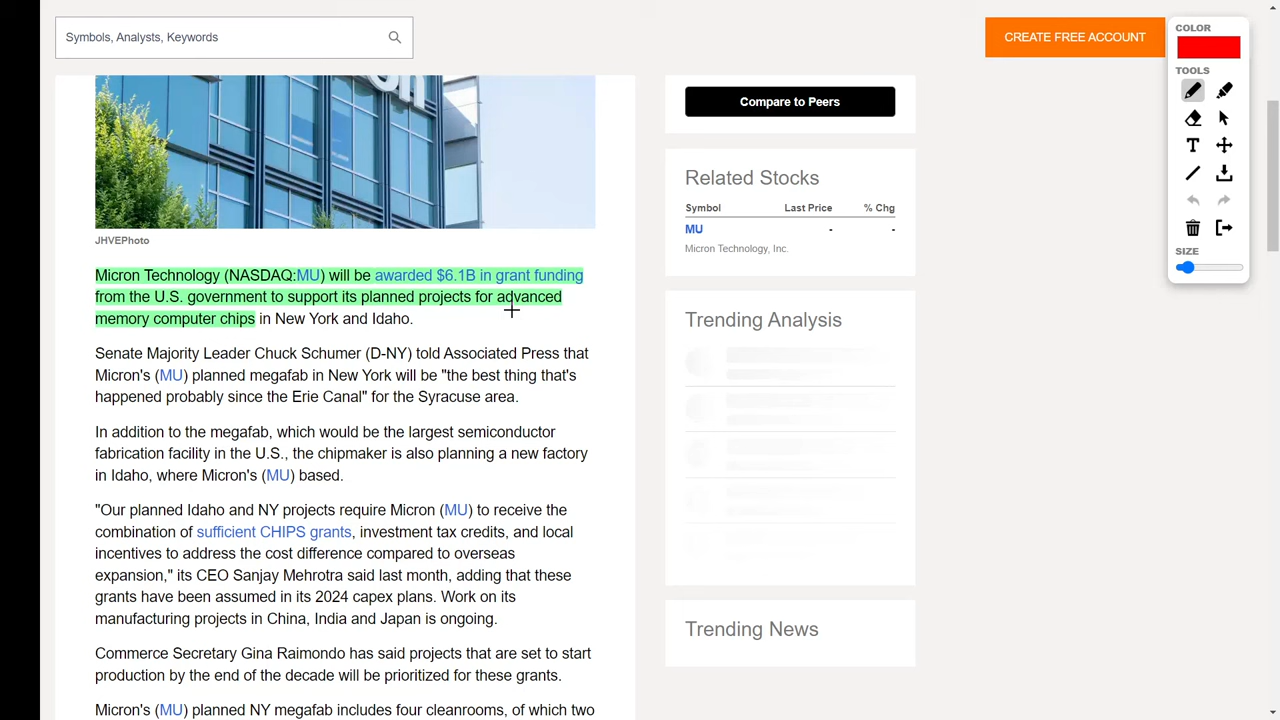 Symbols, Analysts, Keywords
CREATE FREE ACCOUNT
COLOR
TOOLS
SIZE
on
JHVEPhoto
Micron Technology (NASDAQ:MU) will be awarded $6.1B in grant funding
from the U.S. government to support its planned projects for advanced
memory computer chips in New York and Idaho.
Senate Majority Leader Chuck Schumer (D-NY) told Associated Press that
Micron's (MU) planned megafab in New York will be "the best thing that's
happened probably since the Erie Canal" for the Syracuse area.
In addition to the megafab, which would be the largest semiconductor
fabrication facility in the U.S., the chipmaker is also planning a new factory
in Idaho, where Micron's (MU) based.
"Our planned Idaho and NY projects require Micron (MU) to receive the
combination of sufficient CHIPS grants, investment tax credits, and local
incentives to address the cost difference compared to overseas
expansion," its CEO Sanjay Mehrotra said last month, adding that these
grants have been assumed in its 2024 capex plans. Work on its
manufacturing projects in China, India and Japan is ongoing.
Commerce Secretary Gina Raimondo has said projects that are set to start
production by the end of the decade will be prioritized for these grants.
Micron's (MU) planned NY megafab includes four cleanrooms, of which two
Compare to Peers
Related Stocks
Symbol Last Price % Chg
MU - -
Micron Technology, Inc.
Trending Analysis
Trending News